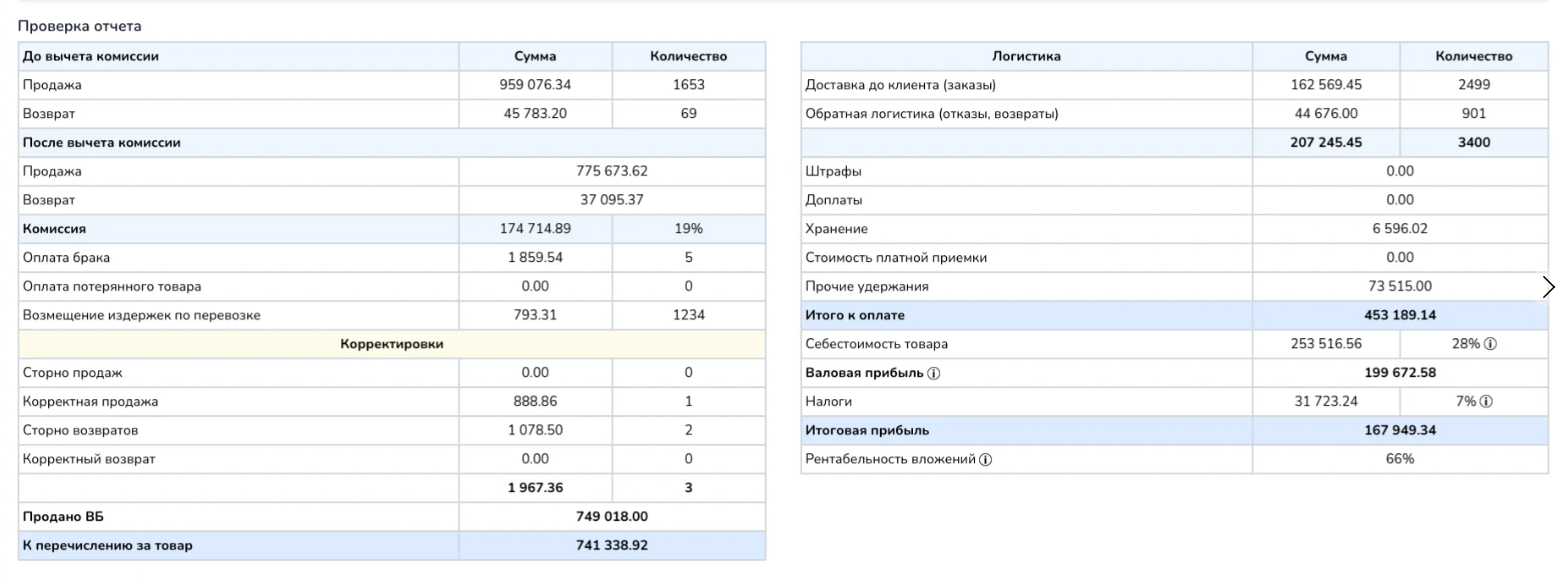 Проверка отчета
До вычета комиссии Сумма Количество
Продажа 959 076.34 1653
Возврат 45 783.20 69
После вычета комиссии
Продажа 775 673.62
Возврат 37 095.37
Комиссия 174 714.89 19%
Оплата брака 1 859.54 5
Оплата потерянного товара 0.00 0
Возмещение издержек по перевозке 793.31 1234
Корректировки
Сторно продаж 0.00 0
Корректная продажа 888.86 1
Сторно возвратов 1 078.50 2
Корректный возврат 0.00 0
1 967.36 3
Продано ВБ 749 018.00
К перечислению за товар 741 338.92
Логистика Сумма Количество
Доставка до клиента (заказы) 162 569.45 2499
Обратная логистика (отказы, возвраты) 44 676.00 901
207 245.45 3400
Штрафы 0.00
Доплаты 0.00
Хранение 6 596.02
Стоимость платной приемки 0.00
Прочие удержания 73 515.00
Итого к оплате 453 189.14
Себестоимость товара 253 516.56 28%
Валовая прибыль 199 672.58
Налоги 31 723.24 7%
Итоговая прибыль 167 949.34
Рентабельность вложений 66%